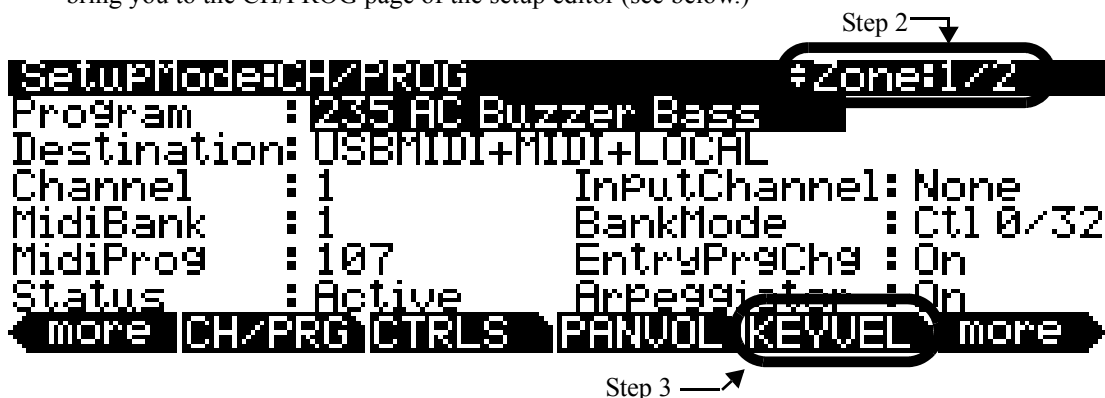 bring you to the CH/PROG page of the setup editor (see below.)
Step 2
SetupMode:CH/PROG Zone:1/2
Program : 235 AC Buzzer Bass
Destination: USBMIDI+MIDI+LOCAL
Channel : 1 InputChannel: None
MidiBank : 1 BankMode : Ctl 0/32
MidiProg : 107 EntryPrgChg : On
Status : Active Arpeggiator : On
more CH/PRG CTRLS PANVOL KEYVEL more
Step 3